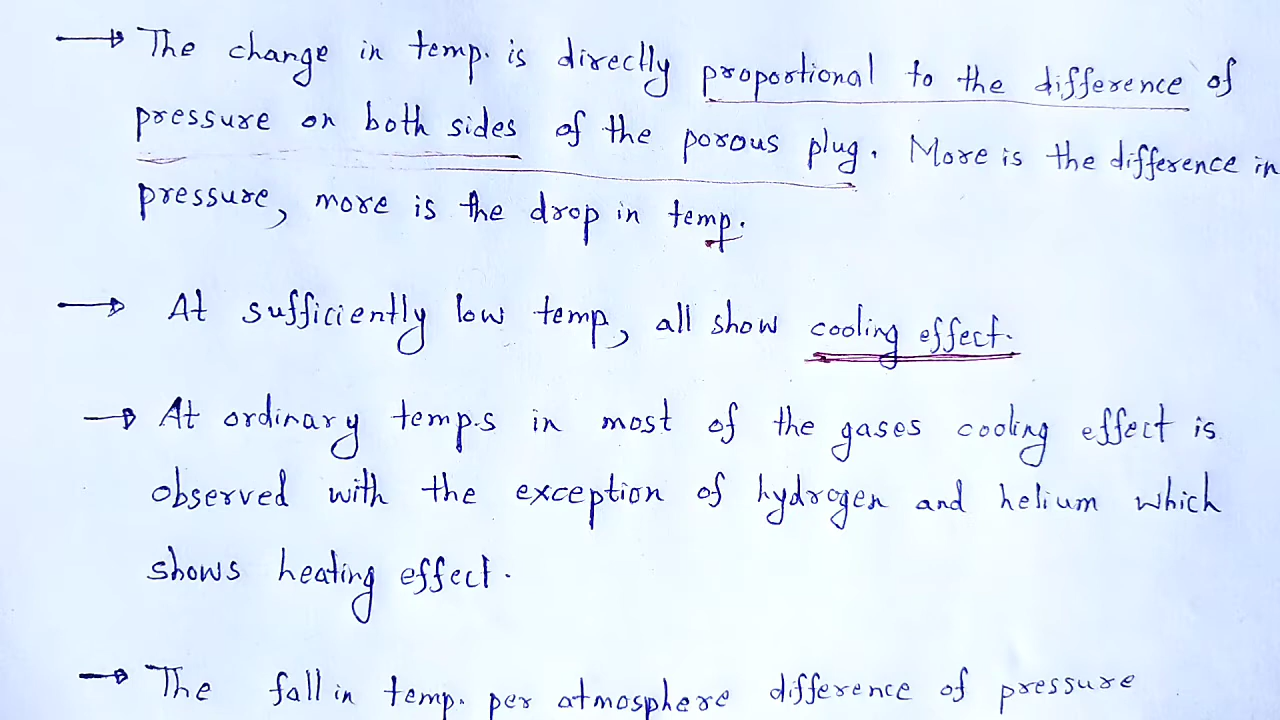 → The change in temp. is directly proportional to the difference of
pressure on both sides of the porous plug. More is the difference in
pressure, more is the drop in temp.
→ At sufficiently low temp, all show cooling effect.
→ At ordinary temp.s in most of the gases cooling effect is
observed with the exception of hydrogen and helium which
shows heating effect.
→ The fall in temp. per atmosphere difference of pressure